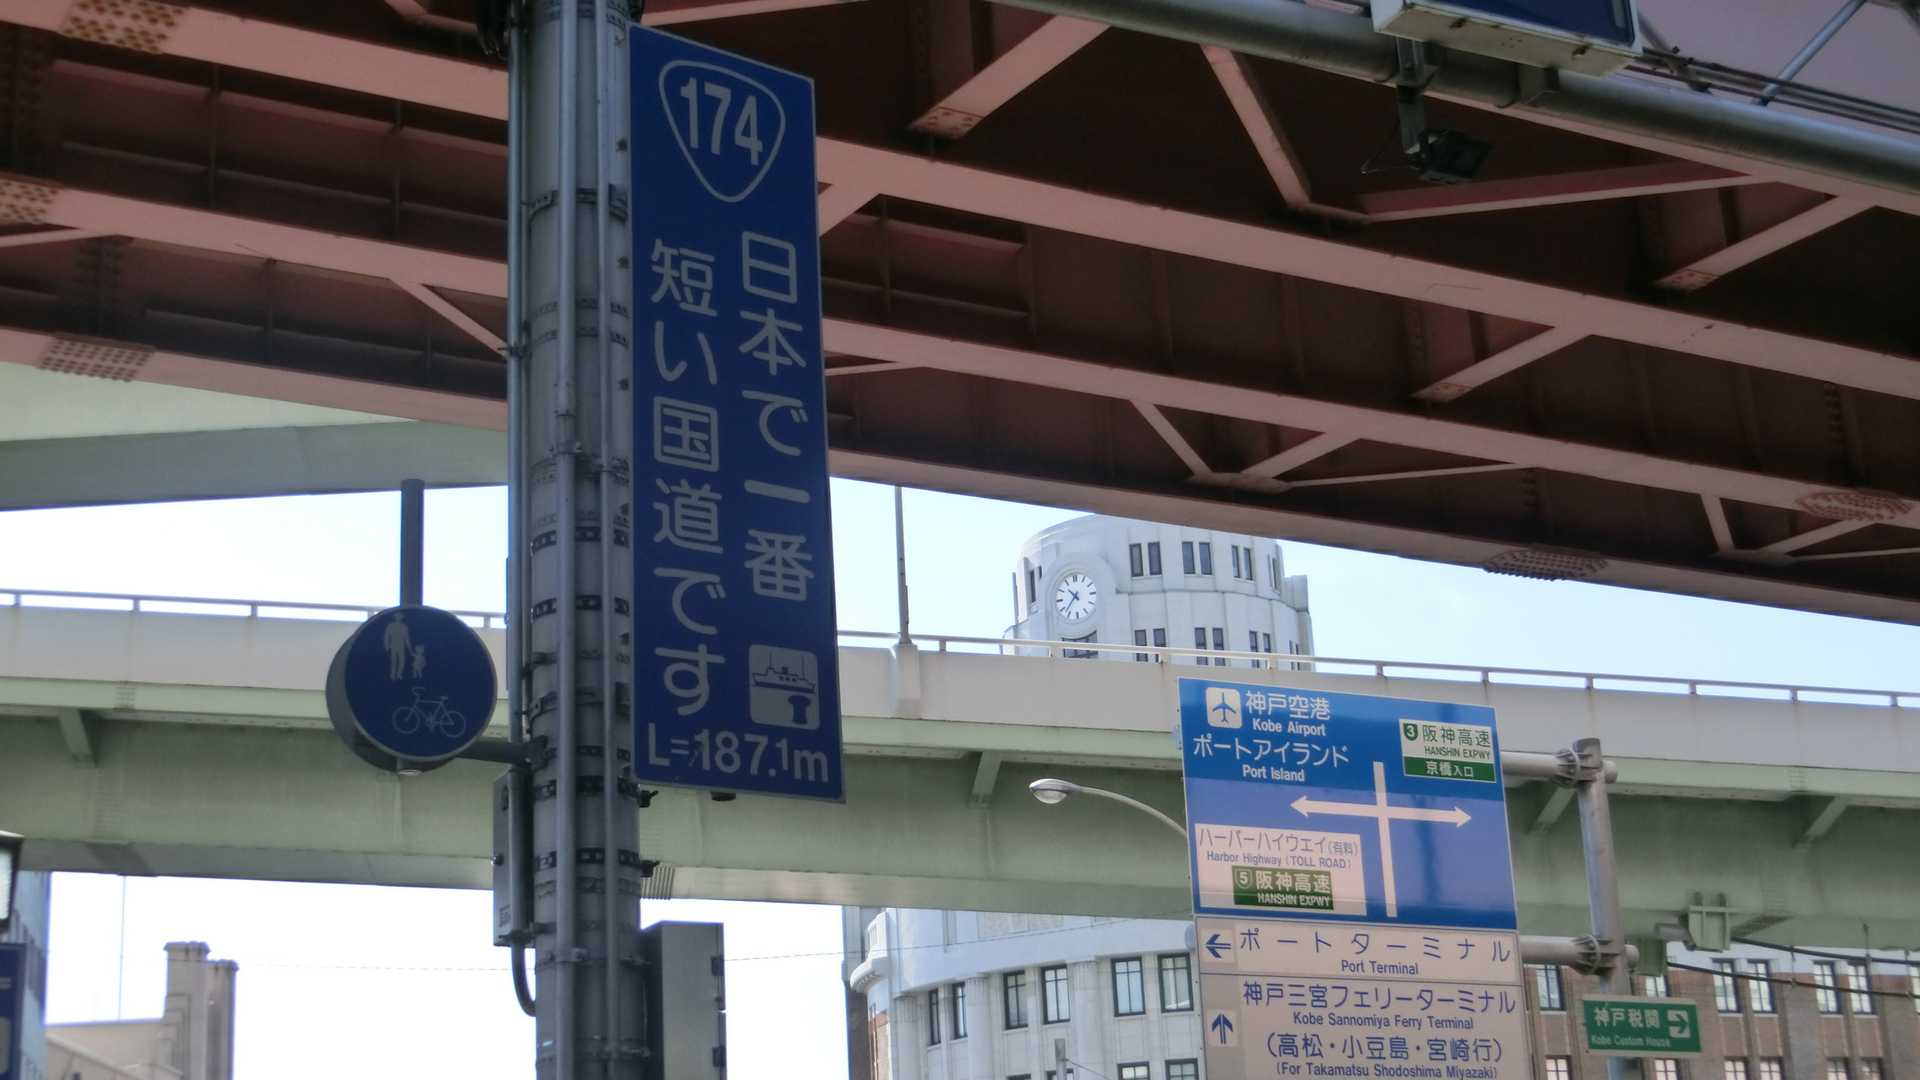 174
日本で一番
短い国道です
L=187.1m
神戸空港
Kobe Airport
ポートアイランド
Port Island
3 阪神高速
HANSHIN EXPWY
京橋入口
ハーバーハイウェイ(有料)
Harbor Highway (TOLL ROAD)
5 阪神高速
HANSHIN EXPWY
ポートターミナル
Port Terminal
神戸三宮フェリーターミナル
Kobe Sannomiya Ferry Terminal
(高松・小豆島・宮崎行)
(For Takamatsu Shodoshima Miyazaki)
神戸税関
Kobe Custom House